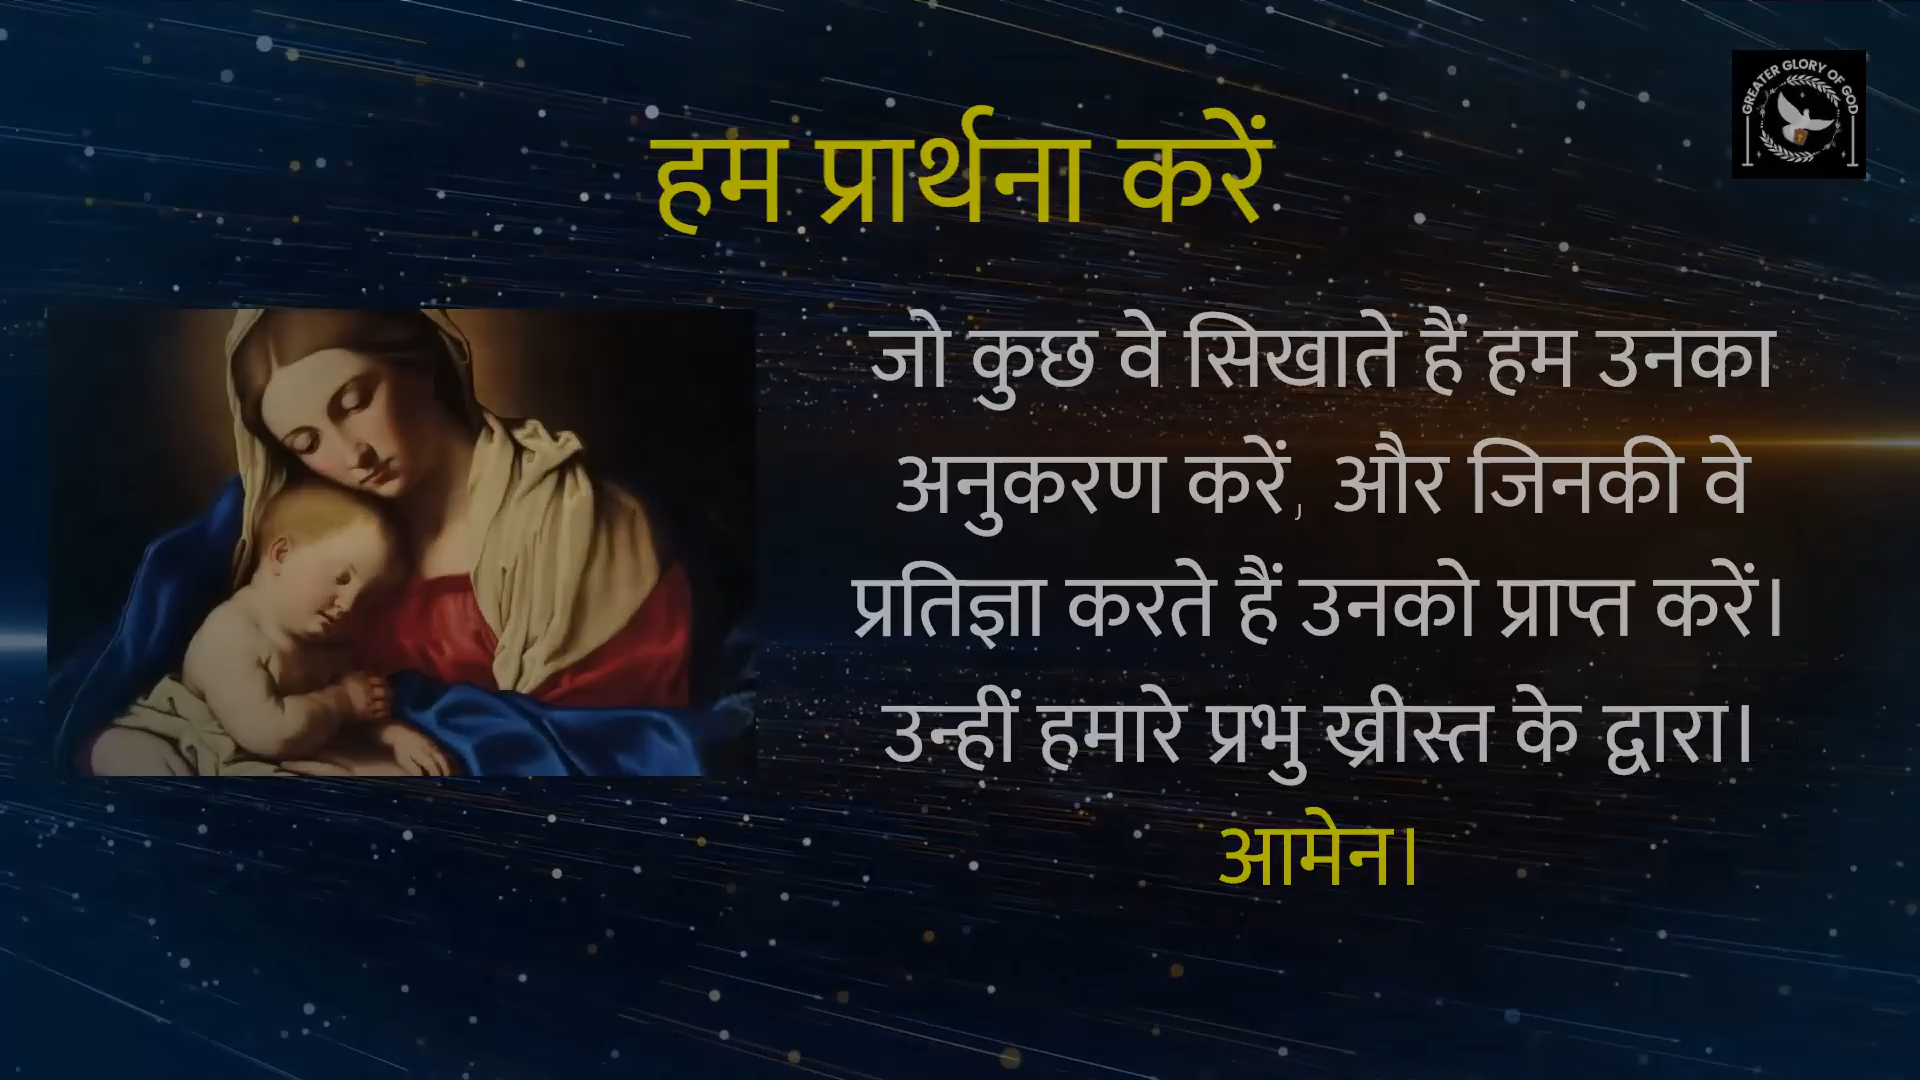 GREATER GLORY OF GOD
हम प्रार्थना करें
जो कुछ वे सिखाते हैं हम उनका
अनुकरण करें, और जिनकी वे
प्रतिज्ञा करते हैं उनको प्राप्त करें।
उन्हीं हमारे प्रभु ख्रीस्त के द्वारा।
आमेन।